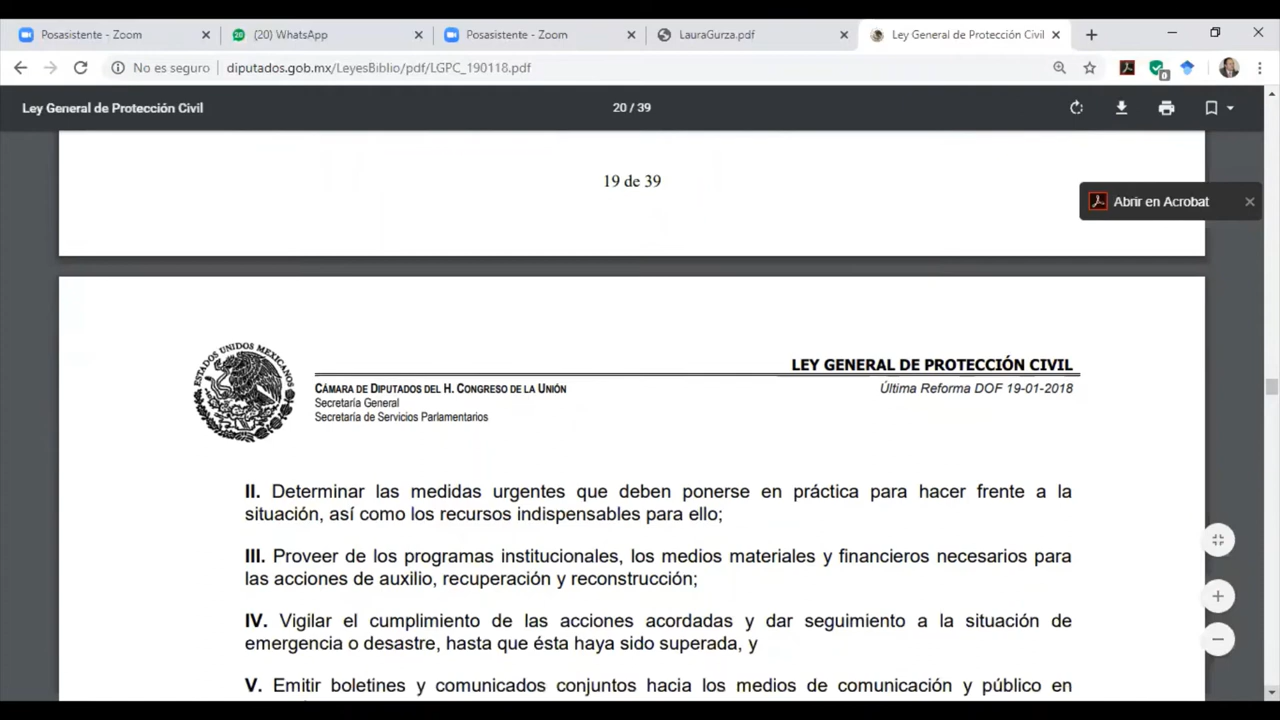 Posasistente - Zoom
(20) WhatsApp
Posasistente - Zoom
LauraGurza.pdf
Ley General de Protección Civil
No es seguro
deputados.gob.mx/LeyesBiblio/pdf/LGPC_190118.pdf
0
Ley General de Protección Civil
20 / 39
19 de 39
Abrir en Acrobat
ESTADOS UNIDOS MEXICANOS
LEY GENERAL DE PROTECCIÓN CIVIL
CÁMARA DE DIPUTADOS DEL H. CONGRESO DE LA UNIÓN
Última Reforma DOF 19-01-2018
Secretaría General
Secretaría de Servicios Parlamentarios
II. Determinar las medidas urgentes que deben ponerse en práctica para hacer frente a la
situación, así como los recursos indispensables para ello;
III. Proveer de los programas institucionales, los medios materiales y financieros necesarios para
las acciones de auxilio, recuperación y reconstrucción;
IV. Vigilar el cumplimiento de las acciones acordadas y dar seguimiento a la situación de
emergencia o desastre, hasta que ésta haya sido superada, y
V. Emitir boletines y comunicados conjuntos hacia los medios de comunicación y público en